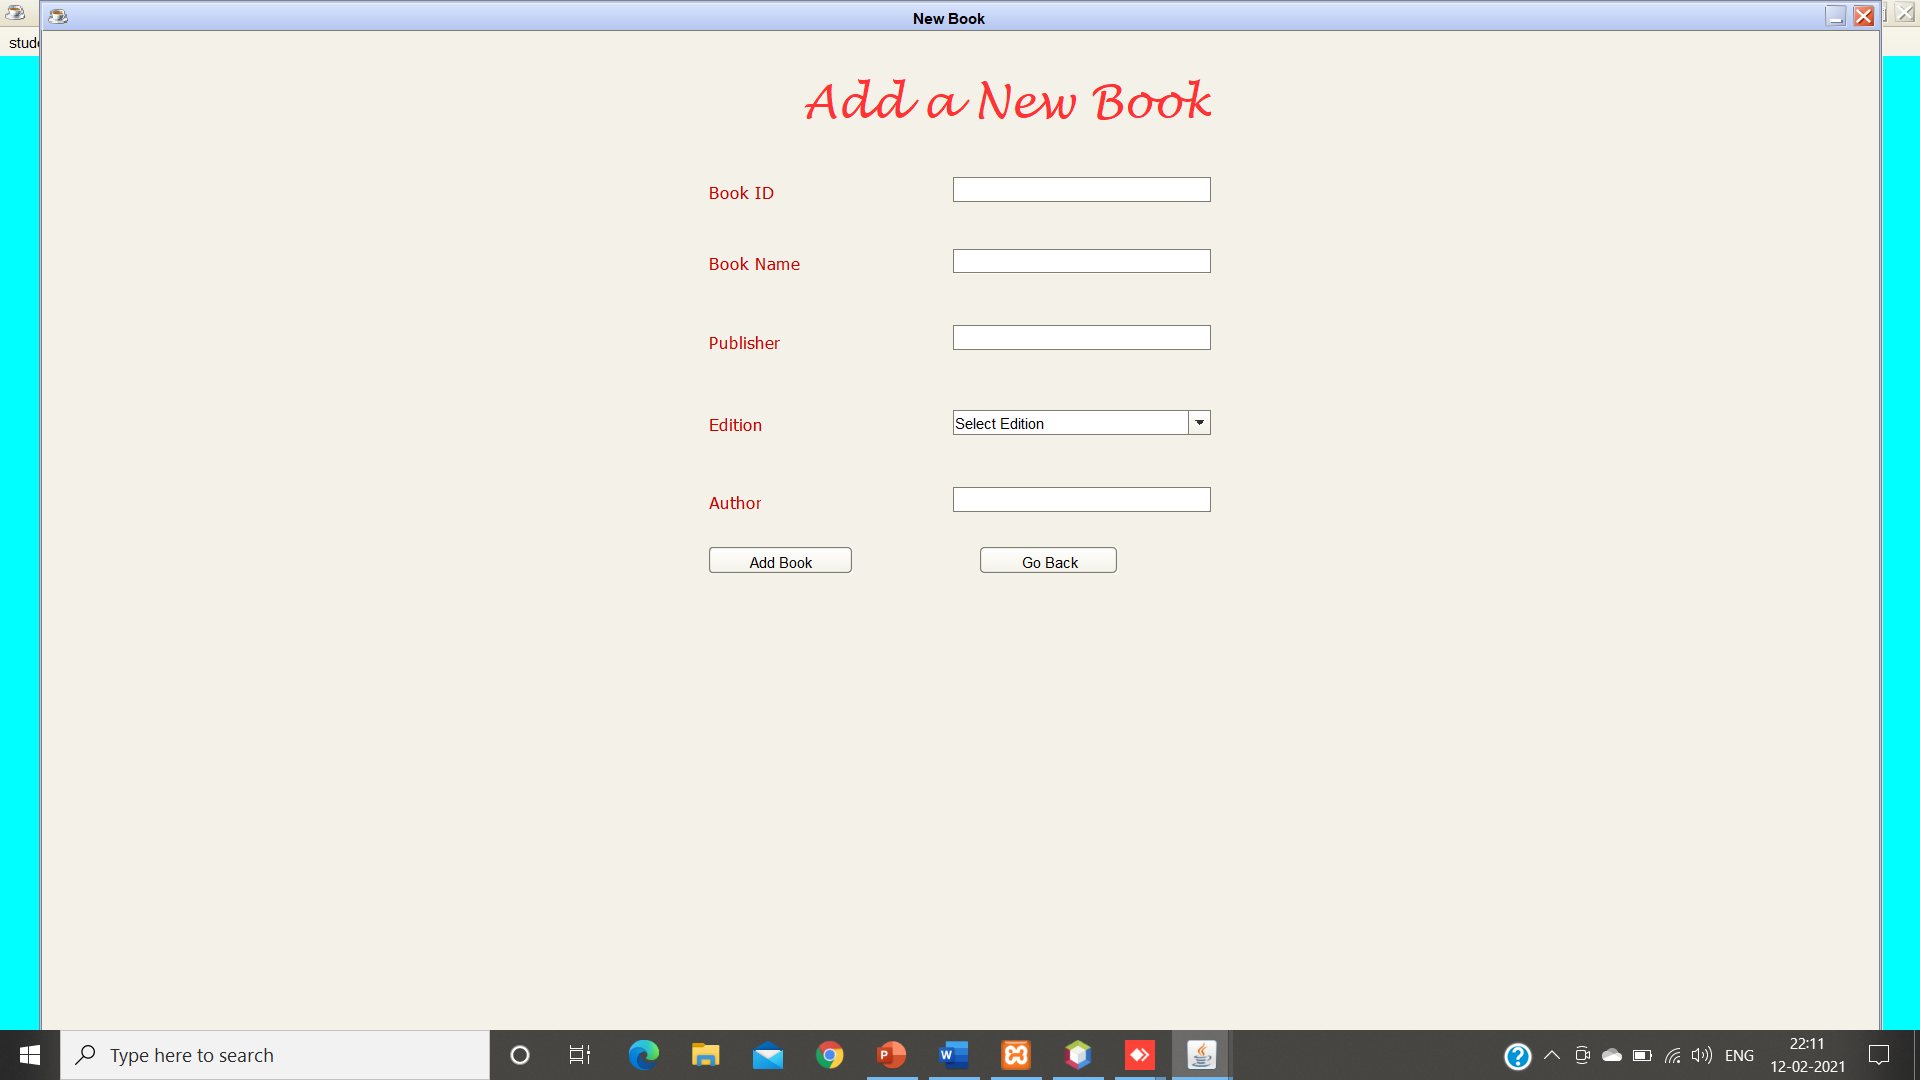 New Book
stude
Add a New Book
Book ID
Book Name
Publisher
Edition
Select Edition
Author
Add Book
Go Back
Type here to search
ENG
22:11
12-02-2021